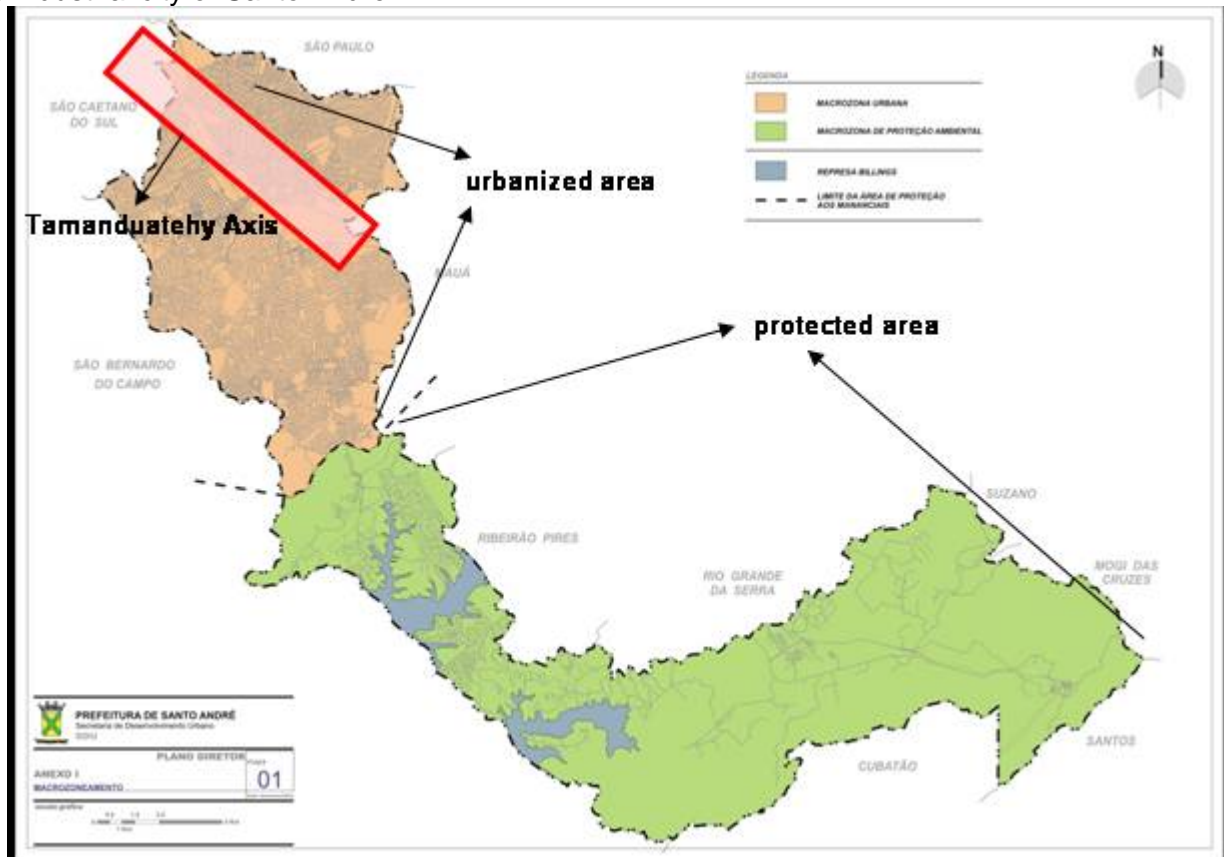 SÃO PAULO
N
LEGENDA
SÃO CAETANO
DO SUL
MACROZONA URBANA
MACROZONA DE PROTEÇÃO AMBIENTAL
REPRESA BILLINGS
LIMITE DA ÁREA DE PROTEÇÃO
AOS MANANCIAIS
urbanized area
Tamanduatehy Axis
MAUÁ
protected area
SÃO BERNARDO
DO CAMPO
SUZANO
RIBEIRÃO PIRES
MOGI DAS
CRUZES
RIO GRANDE
DA SERRA
PREFEITURA DE SANTO ANDRÉ
Secretaria de Desenvolvimento Urbano
PLANO DIRETOR
ANEXO I
MACROZONEAMENTO
01
SANTOS
CUBATÃO